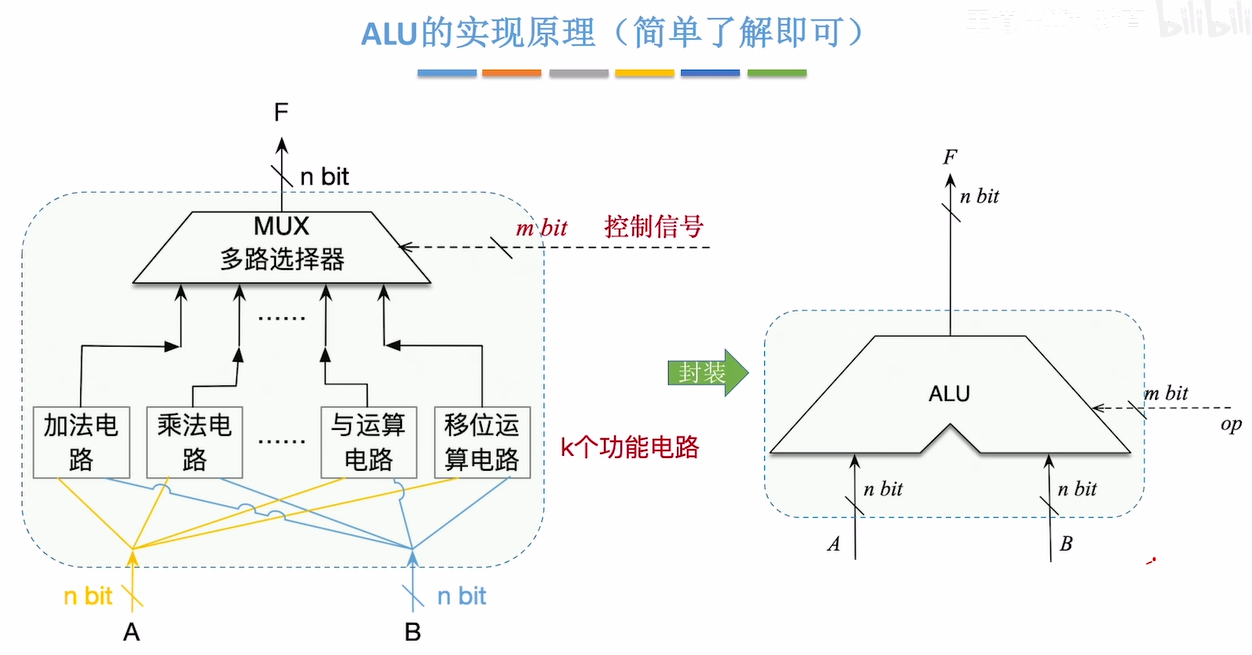 ALU的实现原理（简单了解即可）
bilibili
F
n bit
MUX
多路选择器
m bit 控制信号
……
加法电
路
乘法电
路
……
与运算
电路
移位运
算电路
k个功能电路
n bit
n bit
A
B
封装
F
n bit
ALU
m bit
op
n bit
n bit
A
B